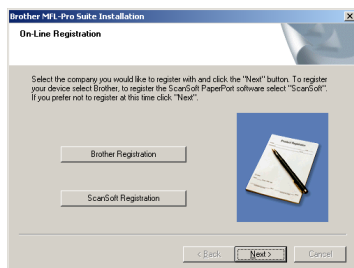 Brother MFL-Pro Suite Installation
On-Line Registration
Select the company you would like to register with and click the "Next" button. To register
your device select Brother, to register the ScanSoft PaperPort software select "ScanSoft".
If you prefer not to register at this time click "Next".
Brother Registration
ScanSoft Registration
< Back
Next >
Cancel